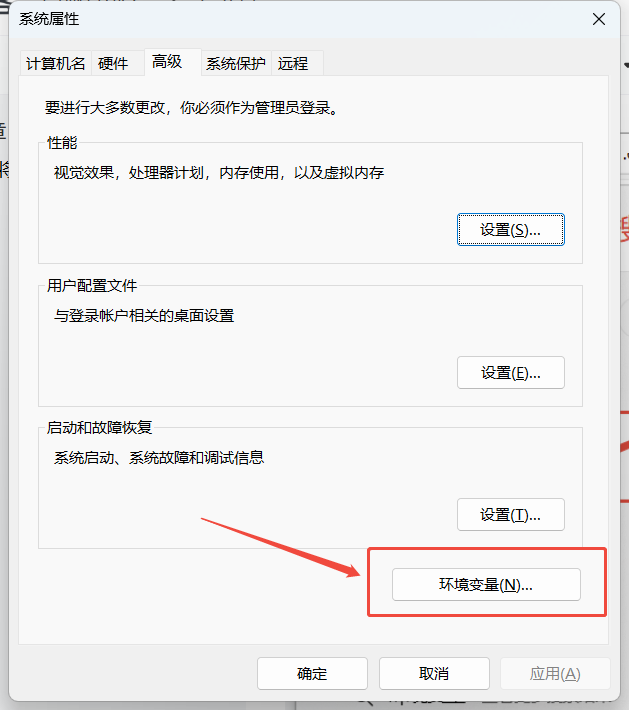 系统属性
计算机名
硬件
高级
系统保护
远程
要进行大多数更改，你必须作为管理员登录。
性能
视觉效果，处理器计划，内存使用，以及虚拟内存
设置(S)...
用户配置文件
与登录帐户相关的桌面设置
设置(E)...
启动和故障恢复
系统启动、系统故障和调试信息
设置(T)...
环境变量(N)...
确定
取消
应用(A)